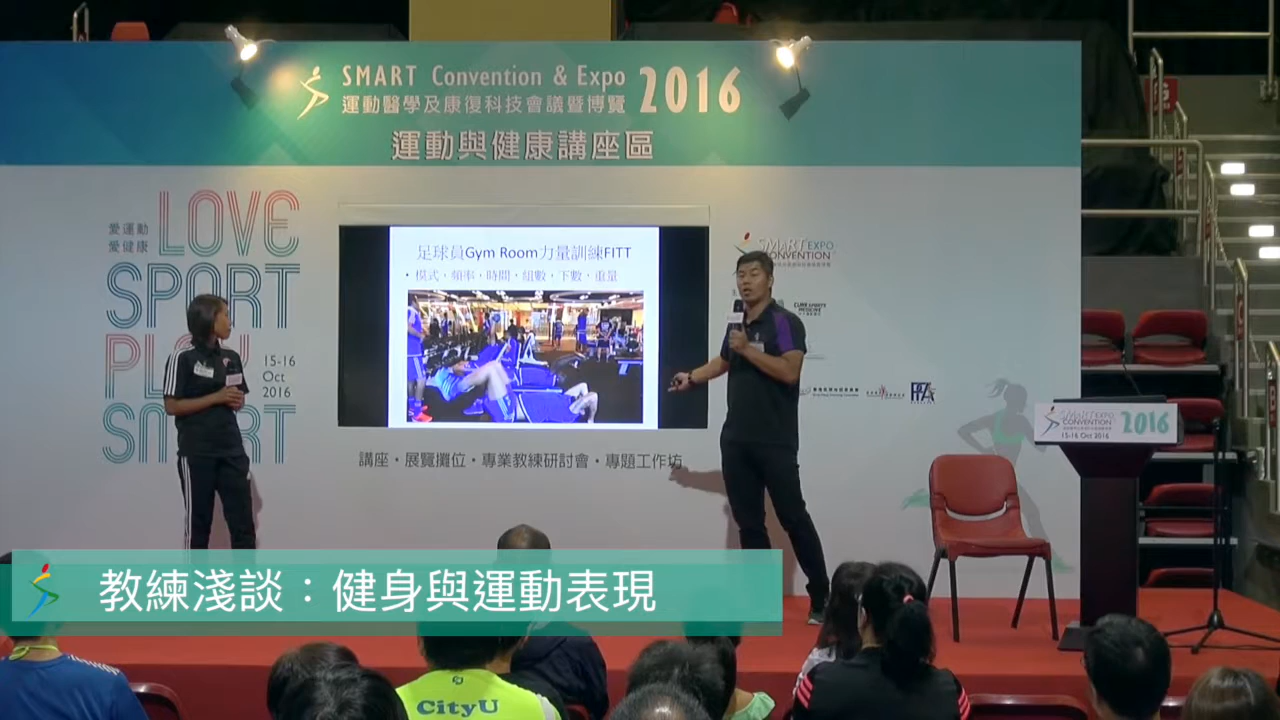 SMART Convention & Expo 2016
運動醫學及康復科技會議暨博覽
運動與健康講座區
愛運動
愛健康
LOVE
SPORT
PLAY
SMART
15-16
Oct
2016
足球員Gym Room力量訓練FITT
• 模式，頻率，時間，組數，下數，重量
SMART EXPO
CONVENTION
講座・展覽攤位・專業教練研討會・專題工作坊
SMART EXPO
CONVENTION
2016
15-16 Oct 2016
教練淺談：健身與運動表現
CityU